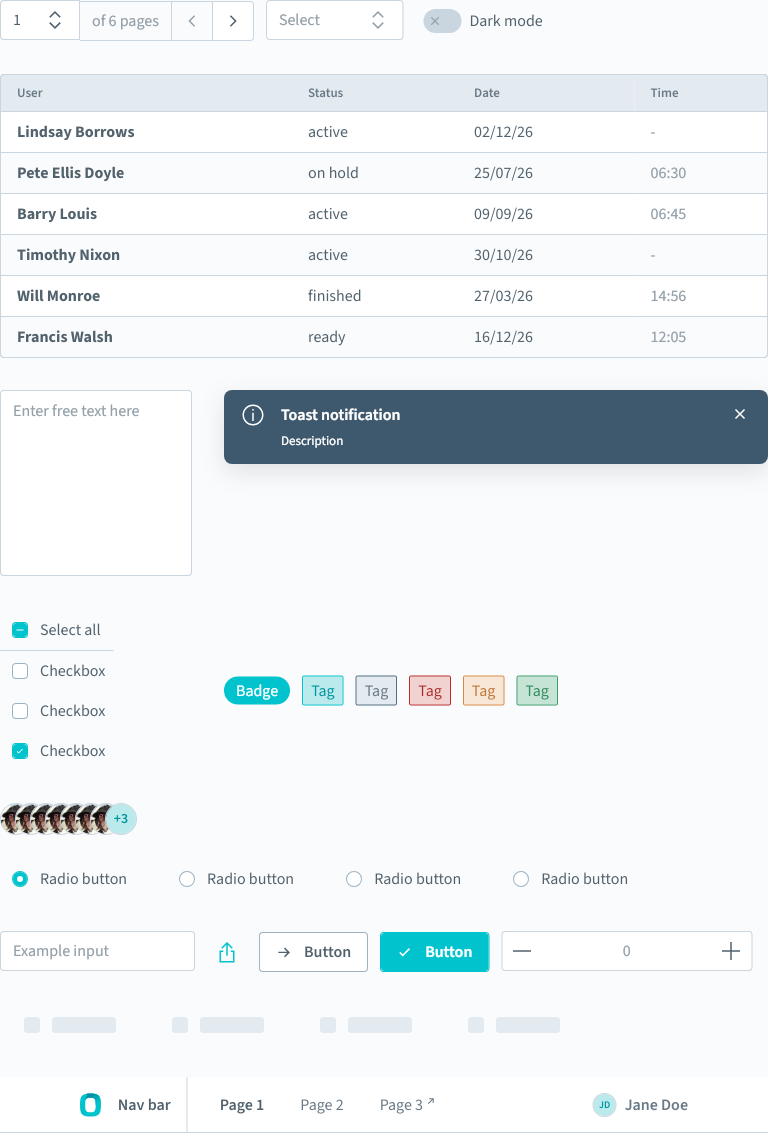 1 of 6 pages Select Dark mode
User Status Date Time
Lindsay Borrows active 02/12/26 -
Pete Ellis Doyle on hold 25/07/26 06:30
Barry Louis active 09/09/26 06:45
Timothy Nixon active 30/10/26 -
Will Monroe finished 27/03/26 14:56
Francis Walsh ready 16/12/26 12:05
Enter free text here
Toast notification
Description
Select all
Checkbox
Checkbox
Checkbox
Badge Tag Tag Tag Tag Tag
+3
Radio button Radio button Radio button Radio button
Example input Button Button 0
Nav bar Page 1 Page 2 Page 3 JD Jane Doe